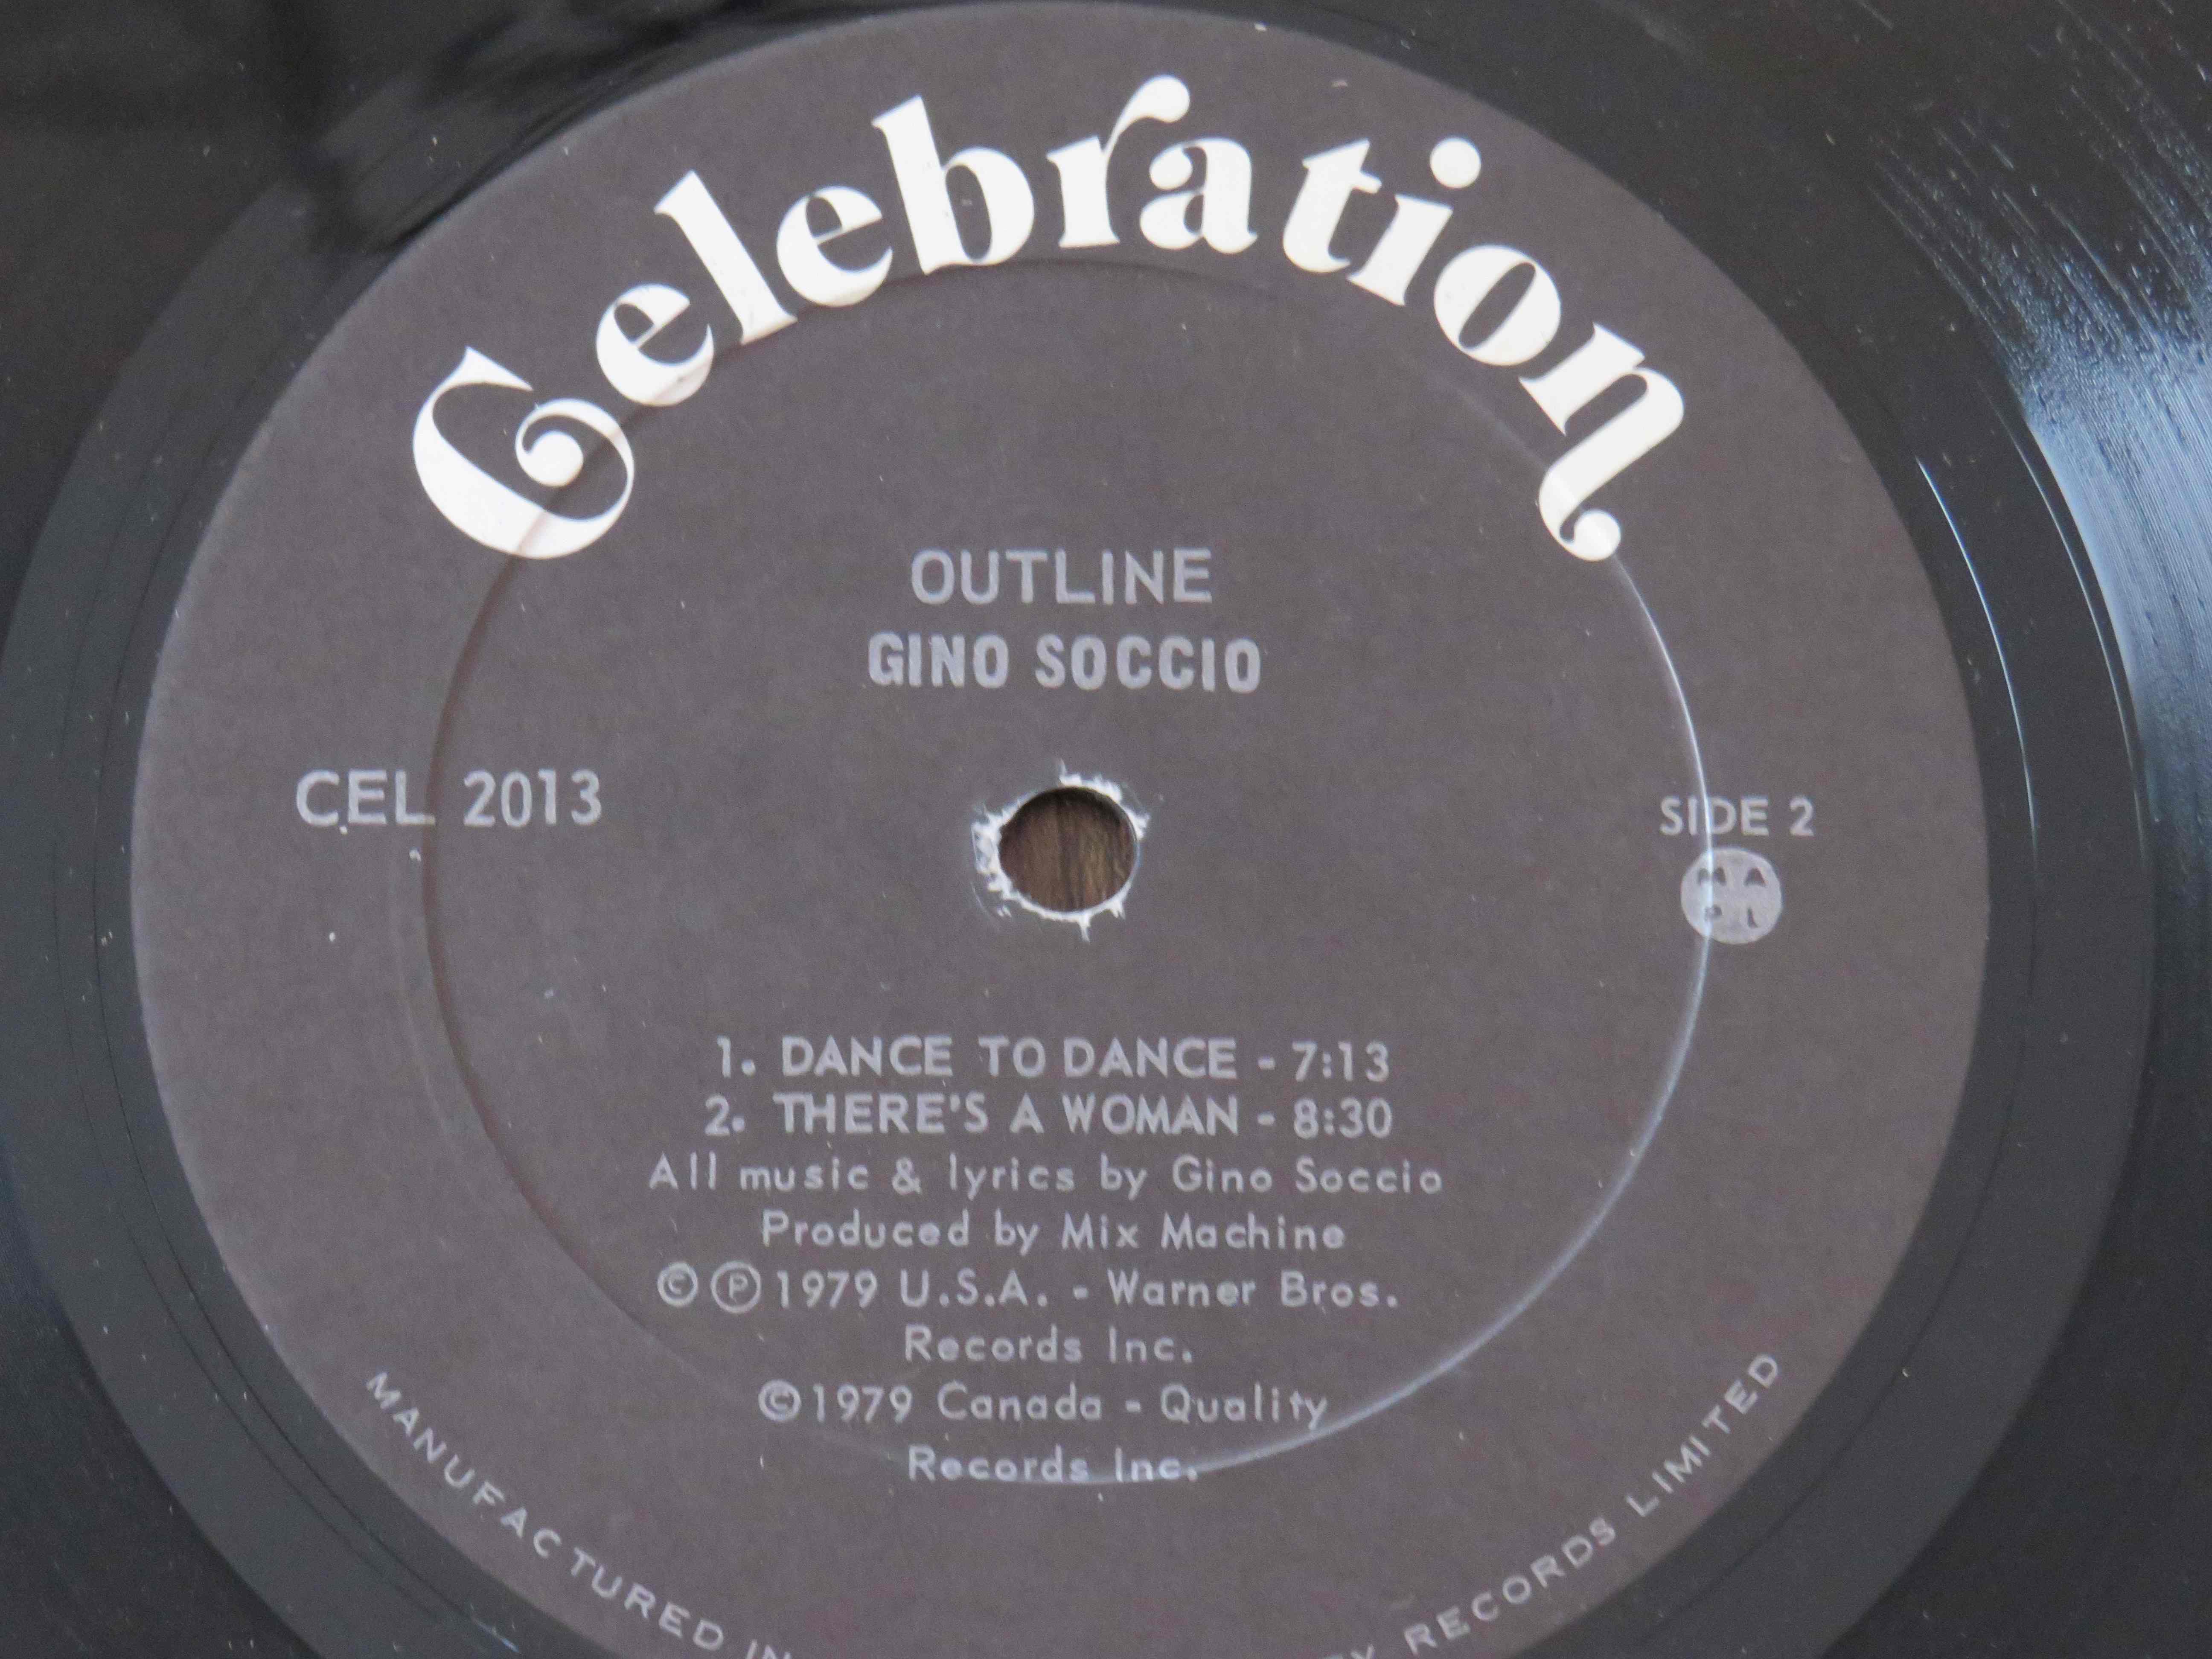 Celebration
OUTLINE
GINO SOCCIO
CEL 2013
SIDE 2
M A
P L
1. DANCE TO DANCE - 7:13
2. THERE'S A WOMAN - 8:30
All music & lyrics by Gino Soccio
Produced by Mix Machine
©℗1979 U.S.A. - Warner Bros.
Records Inc.
©1979 Canada - Quality
Records Inc.
MANUFACTURED IN
RECORDS LIMITED